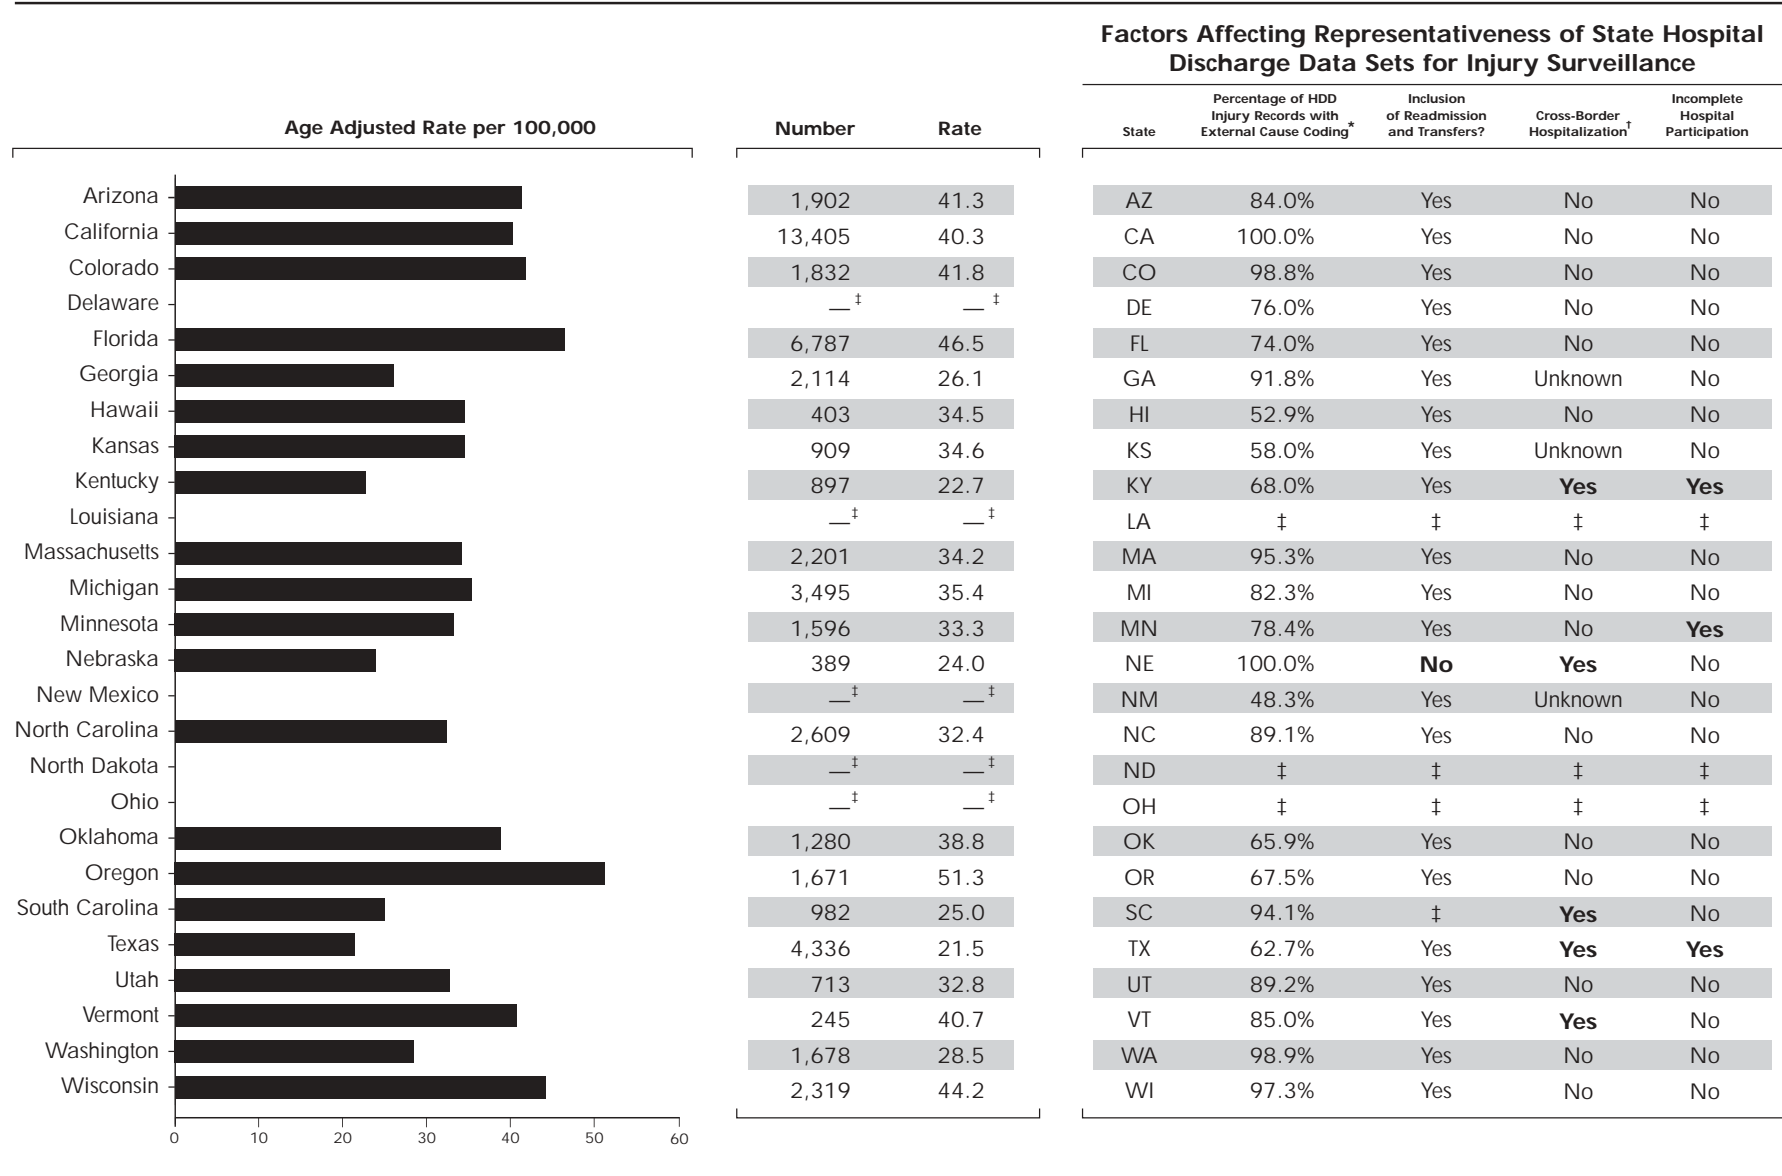 Factors Affecting Representativeness of State Hospital
Discharge Data Sets for Injury Surveillance
Age Adjusted Rate per 100,000
Number Rate
State
Percentage of HDD
Injury Records with
External Cause Coding*
Inclusion
of Readmission
and Transfers?
Cross-Border
Hospitalization†
Incomplete
Hospital
Participation
Arizona 1,902 41.3 AZ 84.0% Yes No No
California 13,405 40.3 CA 100.0% Yes No No
Colorado 1,832 41.8 CO 98.8% Yes No No
Delaware —‡ —‡ DE 76.0% Yes No No
Florida 6,787 46.5 FL 74.0% Yes No No
Georgia 2,114 26.1 GA 91.8% Yes Unknown No
Hawaii 403 34.5 HI 52.9% Yes No No
Kansas 909 34.6 KS 58.0% Yes Unknown No
Kentucky 897 22.7 KY 68.0% Yes Yes Yes
Louisiana —‡ —‡ LA ‡ ‡ ‡ ‡
Massachusetts 2,201 34.2 MA 95.3% Yes No No
Michigan 3,495 35.4 MI 82.3% Yes No No
Minnesota 1,596 33.3 MN 78.4% Yes No Yes
Nebraska 389 24.0 NE 100.0% No Yes No
New Mexico —‡ —‡ NM 48.3% Yes Unknown No
North Carolina 2,609 32.4 NC 89.1% Yes No No
North Dakota —‡ —‡ ND ‡ ‡ ‡ ‡
Ohio —‡ —‡ OH ‡ ‡ ‡ ‡
Oklahoma 1,280 38.8 OK 65.9% Yes No No
Oregon 1,671 51.3 OR 67.5% Yes No No
South Carolina 982 25.0 SC 94.1% ‡ Yes No
Texas 4,336 21.5 TX 62.7% Yes Yes Yes
Utah 713 32.8 UT 89.2% Yes No No
Vermont 245 40.7 VT 85.0% Yes Yes No
Washington 1,678 28.5 WA 98.9% Yes No No
Wisconsin 2,319 44.2 WI 97.3% Yes No No
0 10 20 30 40 50 60